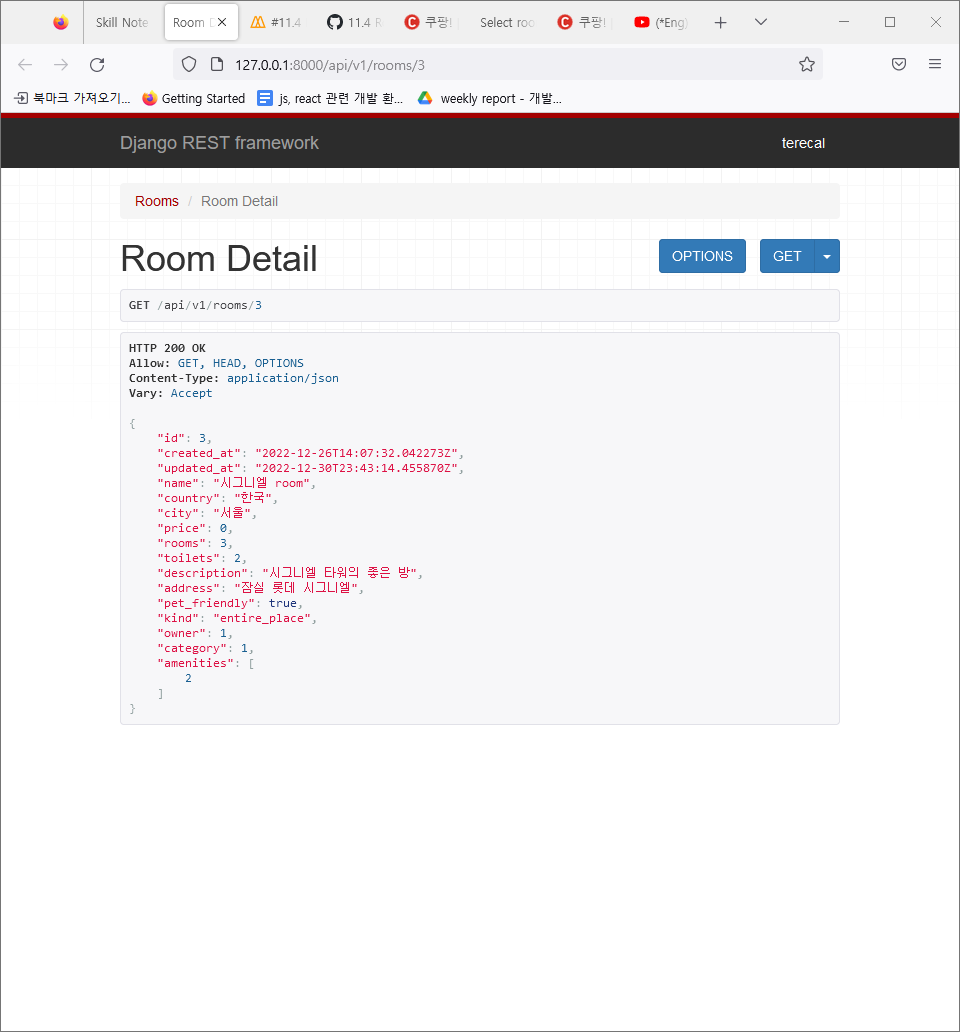 Skill Note
Room D
#11.4
11.4 R
쿠팡!
Select roo
쿠팡!
(*Eng)
127.0.0.1:8000/api/v1/rooms/3
북마크 가져오기...
Getting Started
js, react 관련 개발 환...
weekly report - 개발...
Django REST framework
terecal
Rooms / Room Detail
Room Detail
OPTIONS
GET
GET /api/v1/rooms/3
HTTP 200 OK
Allow: GET, HEAD, OPTIONS
Content-Type: application/json
Vary: Accept
{
"id": 3,
"created_at": "2022-12-26T14:07:32.042273Z",
"updated_at": "2022-12-30T23:43:14.455870Z",
"name": "시그니엘 room",
"country": "한국",
"city": "서울",
"price": 0,
"rooms": 3,
"toilets": 2,
"description": "시그니엘 타워의 좋은 방",
"address": "잠실 롯데 시그니엘",
"pet_friendly": true,
"kind": "entire_place",
"owner": 1,
"category": 1,
"amenities": [
2
]
}